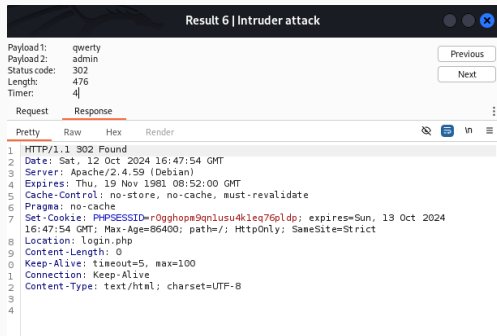 Result 6 | Intruder attack
Payload 1: qwerty
Payload 2: admin
Status code: 302
Length: 476
Timer: 4
Previous
Next
Request Response
Pretty Raw Hex Render \n
1 HTTP/1.1 302 Found
2 Date: Sat, 12 Oct 2024 16:47:54 GMT
3 Server: Apache/2.4.59 (Debian)
4 Expires: Thu, 19 Nov 1981 08:52:00 GMT
5 Cache-Control: no-store, no-cache, must-revalidate
6 Pragma: no-cache
7 Set-Cookie: PHPSESSID=r0gghopm9qn1usu4k1eq76pldp; expires=Sun, 13 Oct 2024
16:47:54 GMT; Max-Age=86400; path=/; HttpOnly; SameSite=Strict
8 Location: login.php
9 Content-Length: 0
0 Keep-Alive: timeout=5, max=100
1 Connection: Keep-Alive
2 Content-Type: text/html; charset=UTF-8
3
4